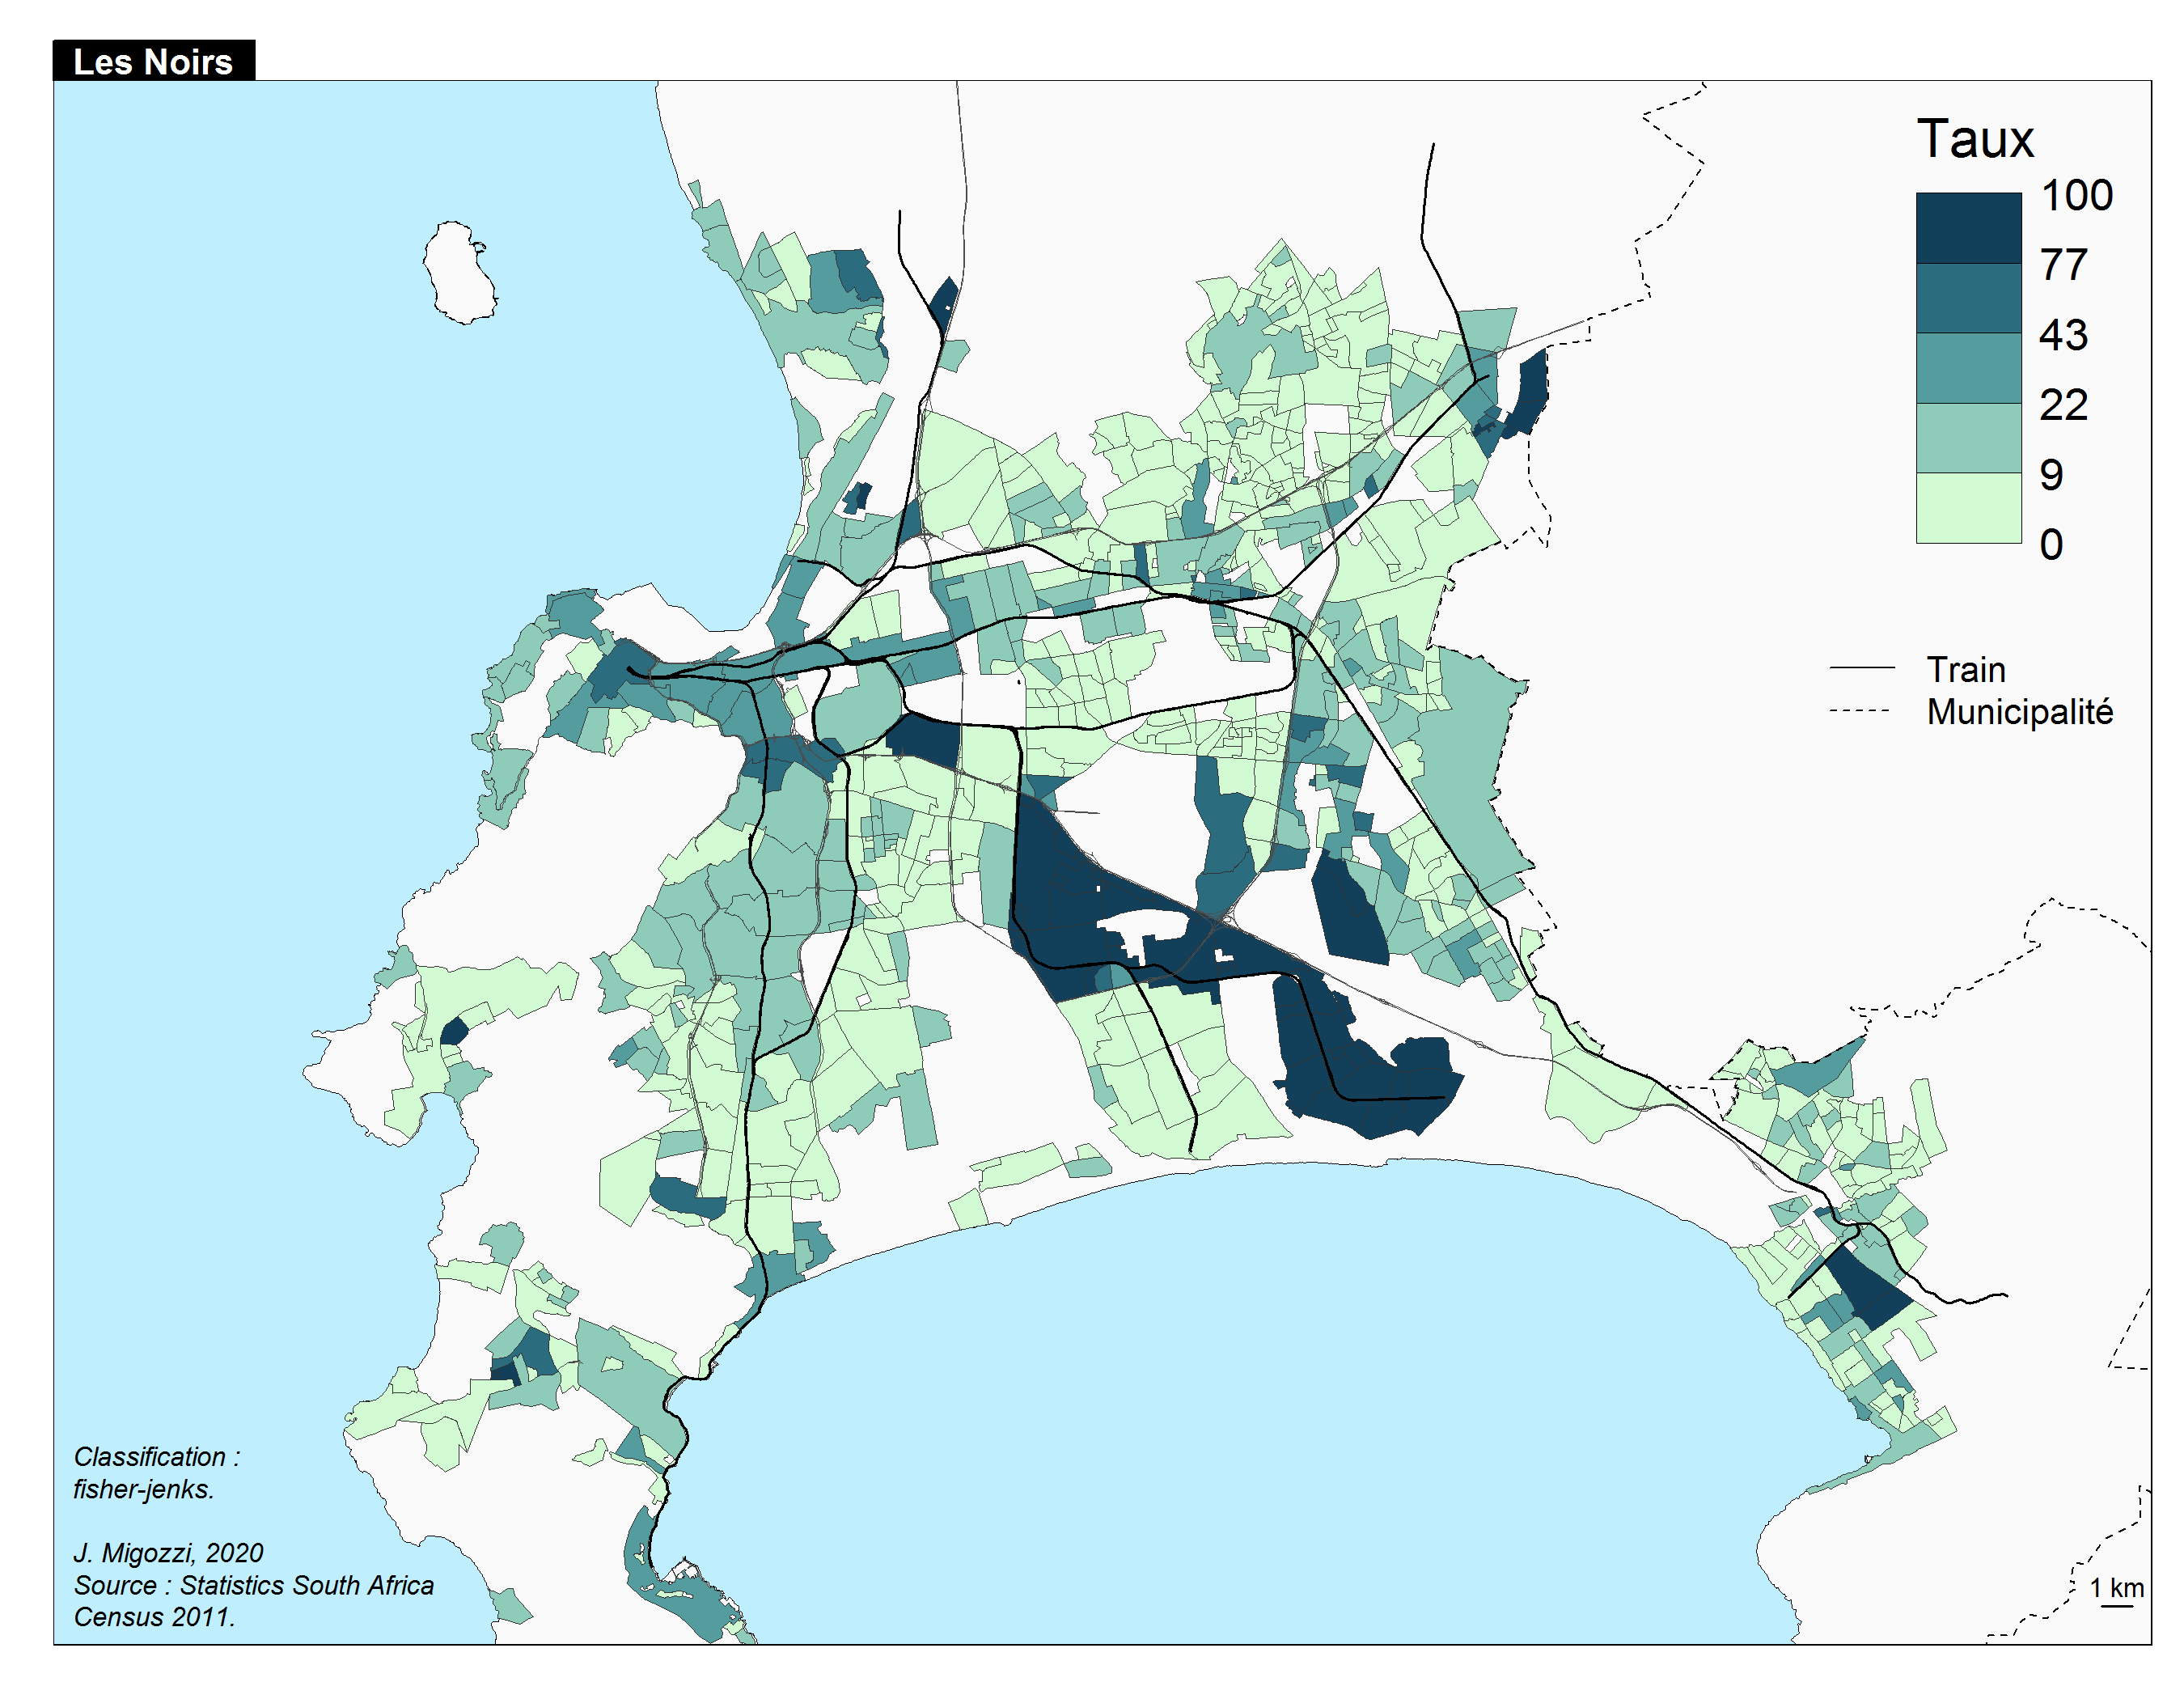 Les Noirs
Taux
100
77
43
22
9
0
Train
Municipalité
Classification :
fisher-jenks.
J. Migozzi, 2020
Source : Statistics South Africa
Census 2011.
1 km